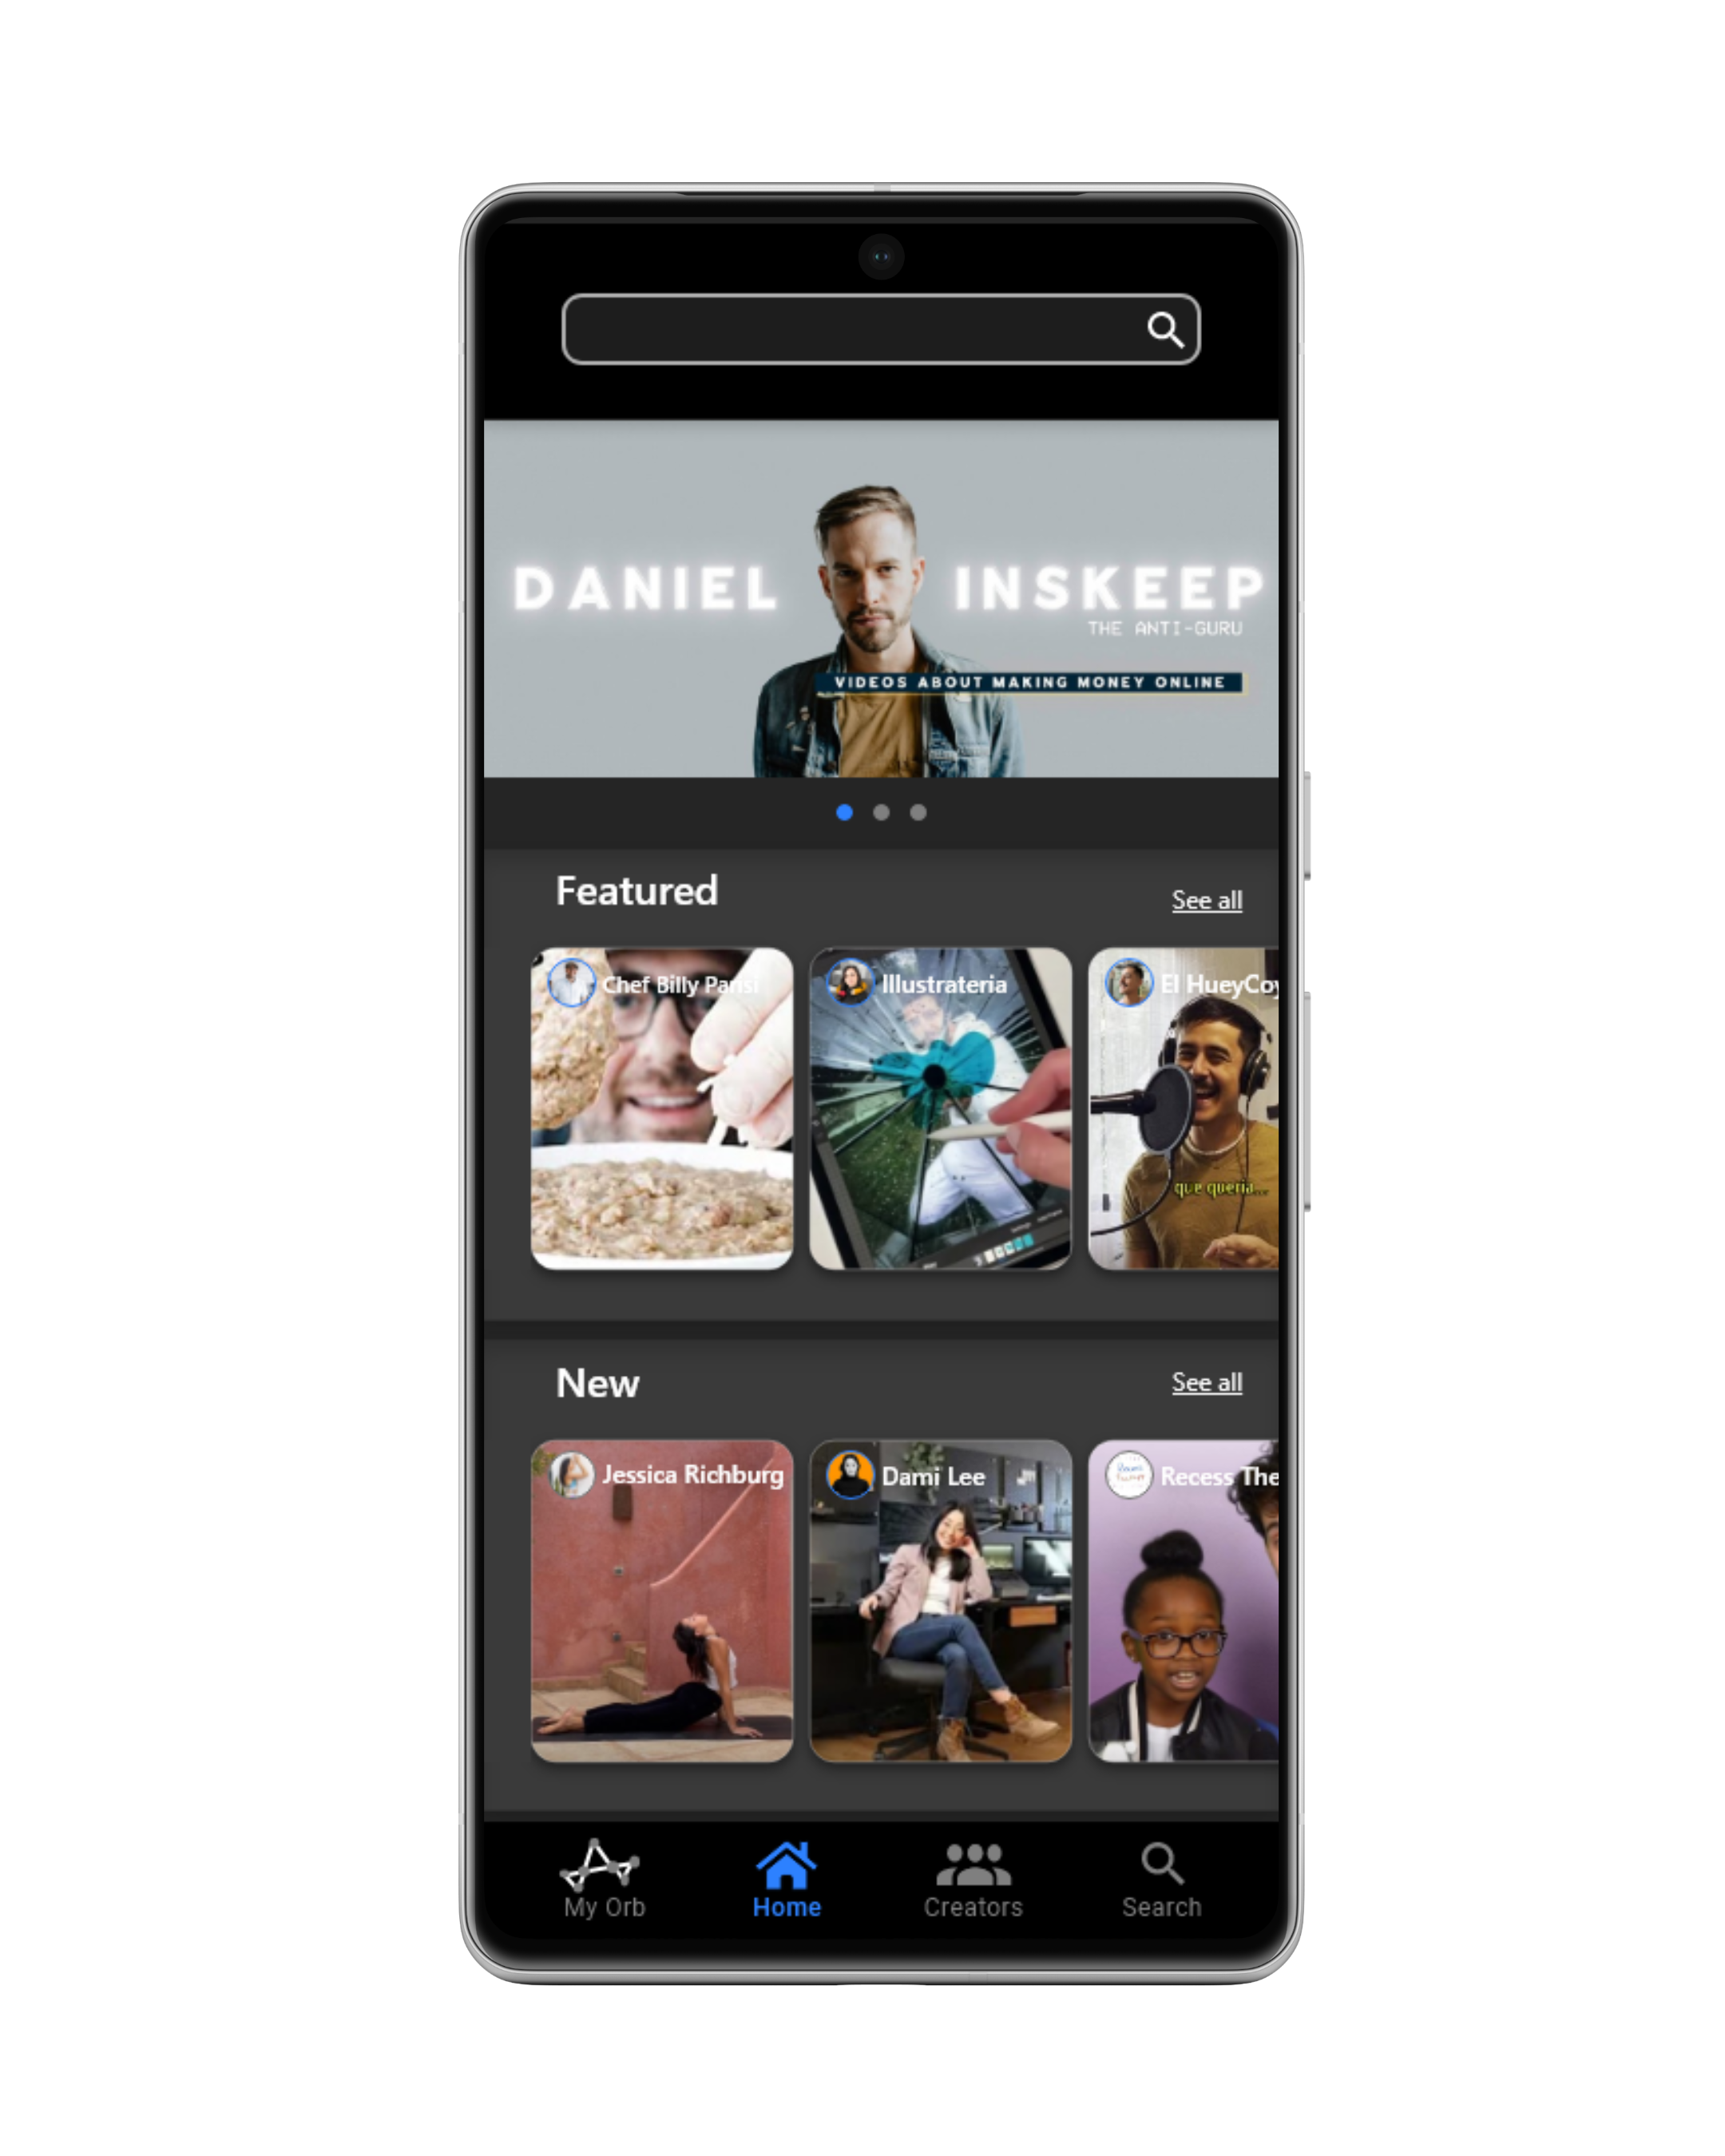 DANIEL INSKEEP
THE ANTI-GURU
VIDEOS ABOUT MAKING MONEY ONLINE
Featured
See all
Chef Billy Parisi
Illustrateria
El HueyCoy
que quería...
New
See all
Jessica Richburg
Dami Lee
Recess The
My Orb
Home
Creators
Search